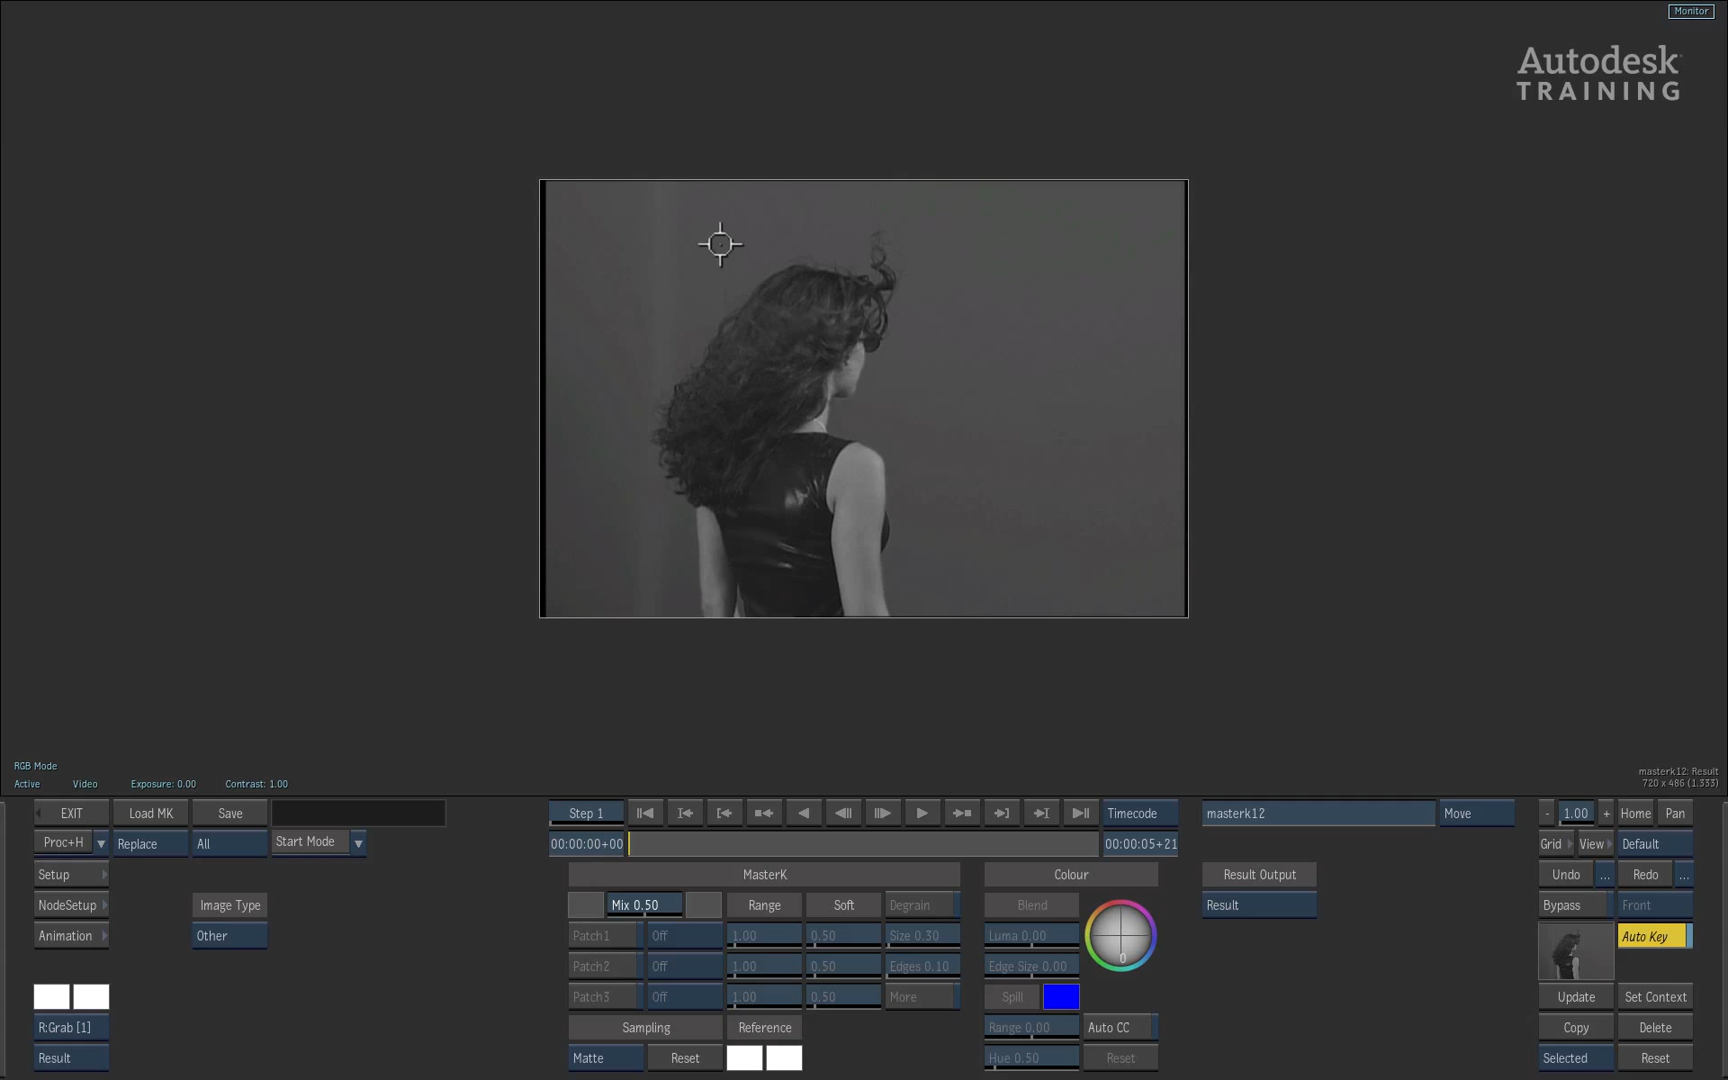 Monitor
Autodesk
TRAINING
RGB Mode
Active Video Exposure: 0.00 Contrast: 1.00
masterk12: Result
720 x 486 (1.333)
EXIT Load MK Save Step 1 Timecode masterk12 Move - 1.00 + Home Pan
Proc+H Replace All Start Mode 00:00:00+00 00:00:05+21 Grid View Default
Setup MasterK Colour Result Output Undo ... Redo ...
NodeSetup Image Type Mix 0.50 Range Soft Degrain Blend Result Bypass Front
Animation Other Patch1 Off 1.00 0.50 Size 0.30 Luma 0.00 0 Auto Key
Patch2 Off 1.00 0.50 Edges 0.10 Edge Size 0.00
Patch3 Off 1.00 0.50 More Spill Update Set Context
R:Grab [1] Sampling Reference Range 0.00 Auto CC Copy Delete
Result Matte Reset Hue 0.50 Reset Selected Reset